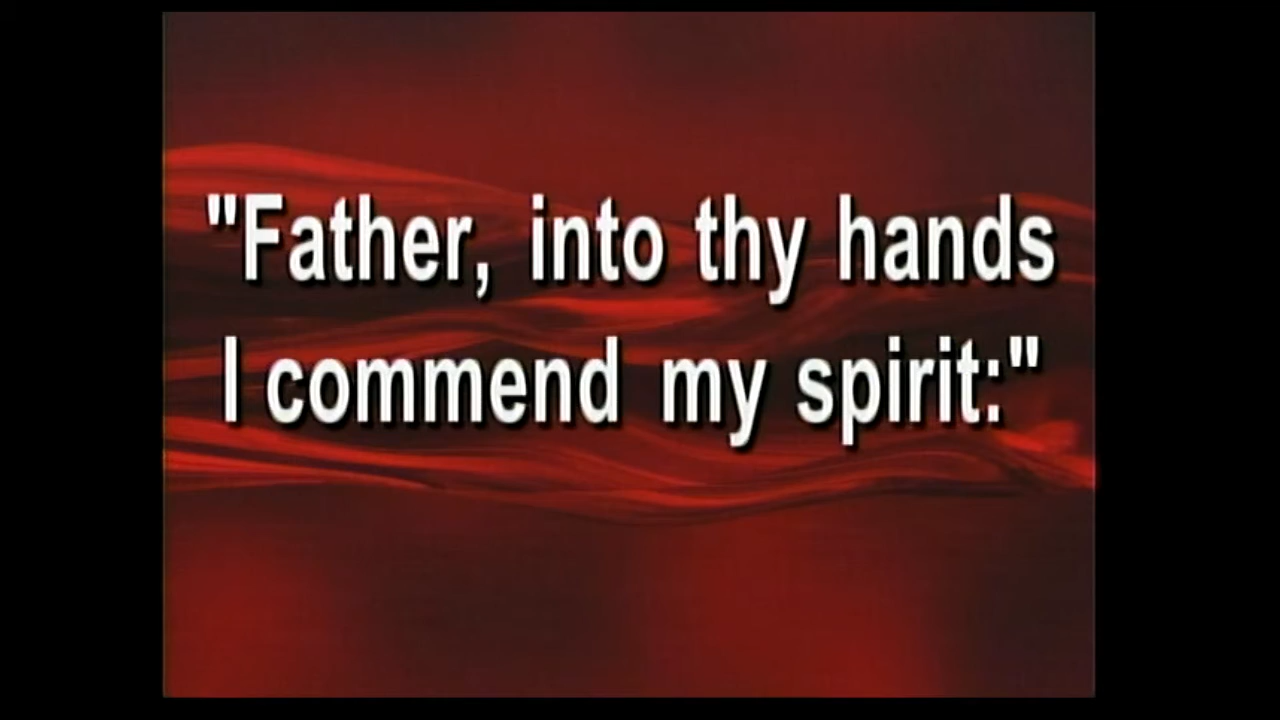 "Father, into thy hands
I commend my spirit:"